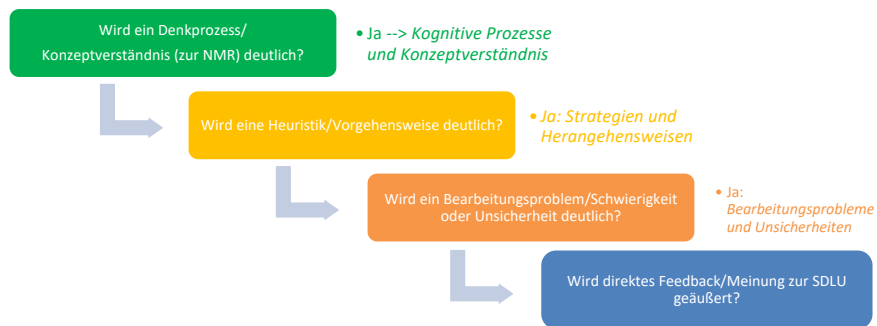 Wird ein Denkprozess/
Konzeptverständnis (zur NMR) deutlich?
• Ja --> Kognitive Prozesse
und Konzeptverständnis
Wird eine Heuristik/Vorgehensweise deutlich?
• Ja: Strategien und
Herangehensweisen
Wird ein Bearbeitungsproblem/Schwierigkeit
oder Unsicherheit deutlich?
• Ja:
Bearbeitungsprobleme
und Unsicherheiten
Wird direktes Feedback/Meinung zur SDLU
geäußert?